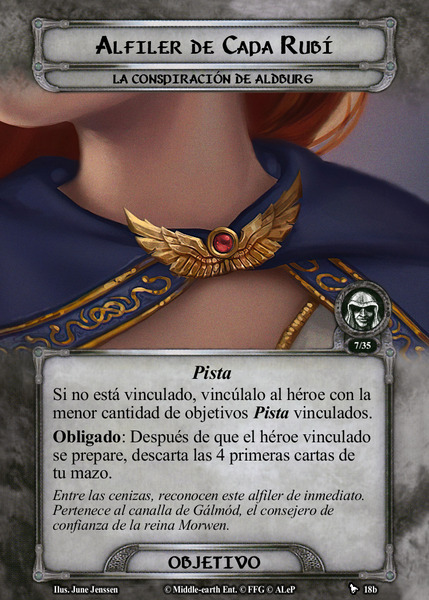 Alfiler de Capa Rubí
La Conspiración de Aldburg
7/35
Pista
Si no está vinculado, vincúlalo al héroe con la
menor cantidad de objetivos Pista vinculados.
Obligado: Después de que el héroe vinculado
se prepare, descarta las 4 primeras cartas de
tu mazo.
Entre las cenizas, reconocen este alfiler de inmediato.
Pertenece al canalla de Gálmód, el consejero de
confianza de la reina Morwen.
OBJETIVO
Ilus. June Jenssen © Middle-earth Ent. © FFG © ALeP 18b